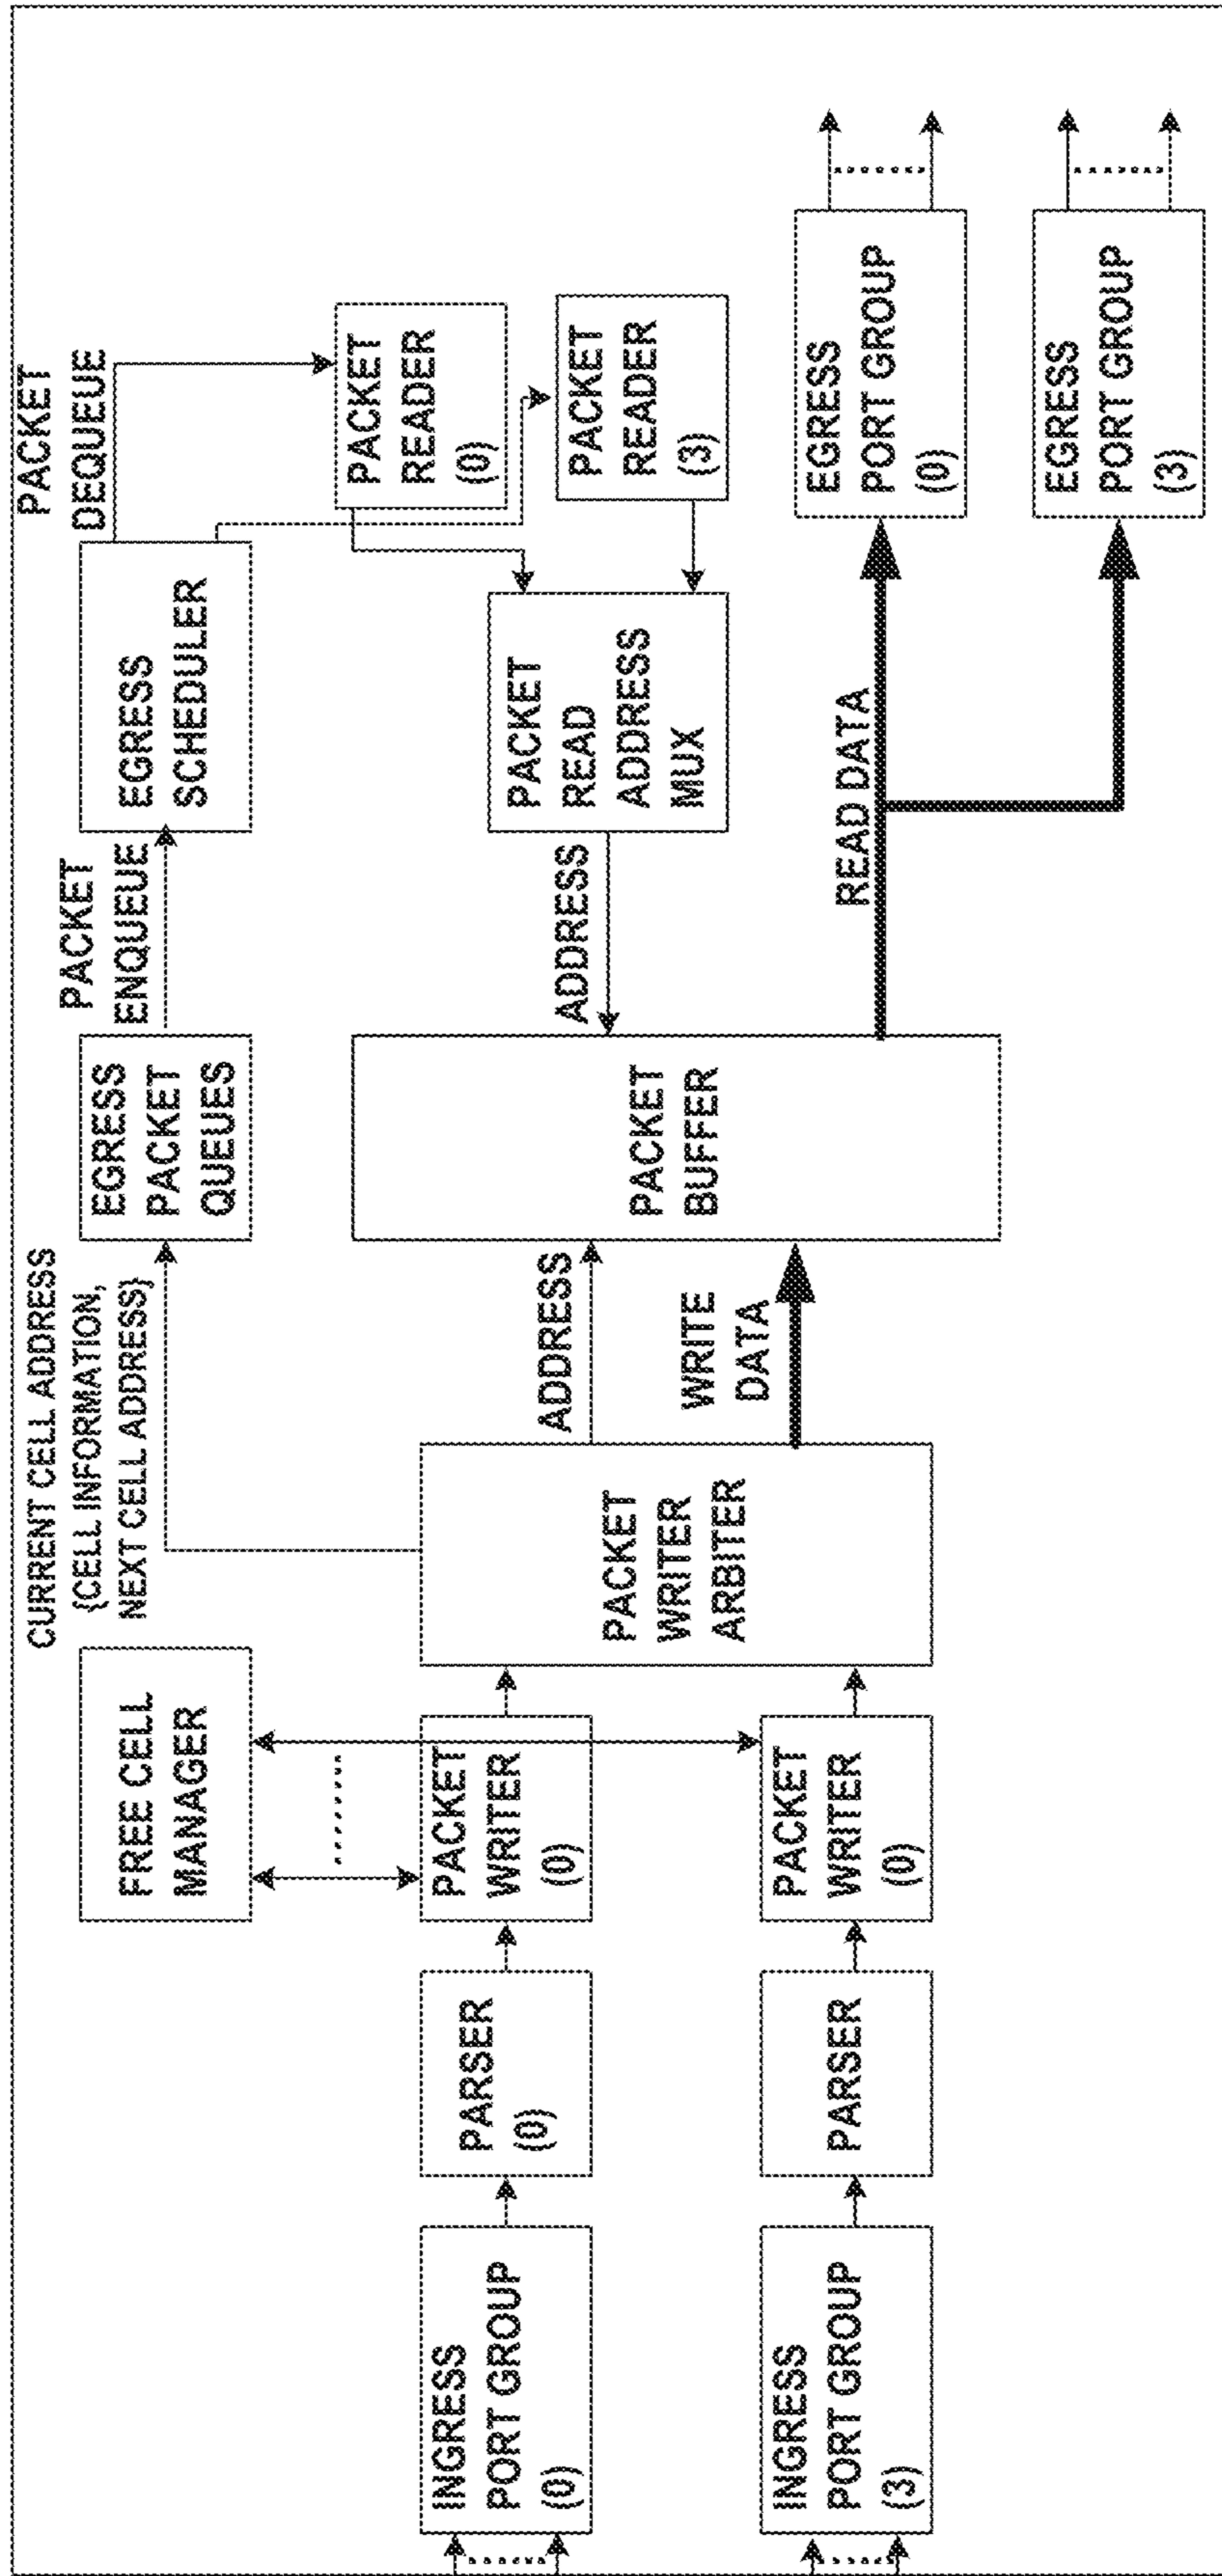 INGRESS
PORT GROUP
(0)
INGRESS
PORT GROUP
(3)
PARSER
(0)
PARSER
FREE CELL
MANAGER
PACKET
WRITER
(0)
PACKET
WRITER
(0)
CURRENT CELL ADDRESS
{CELL INFORMATION,
NEXT CELL ADDRESS}
PACKET
WRITER
ARBITER
ADDRESS
WRITE
DATA
EGRESS
PACKET
QUEUES
PACKET
BUFFER
PACKET
ENQUEUE
ADDRESS
READ DATA
EGRESS
SCHEDULER
PACKET
READ
ADDRESS
MUX
PACKET
DEQUEUE
PACKET
READER
(0)
PACKET
READER
(3)
EGRESS
PORT GROUP
(0)
EGRESS
PORT GROUP
(3)